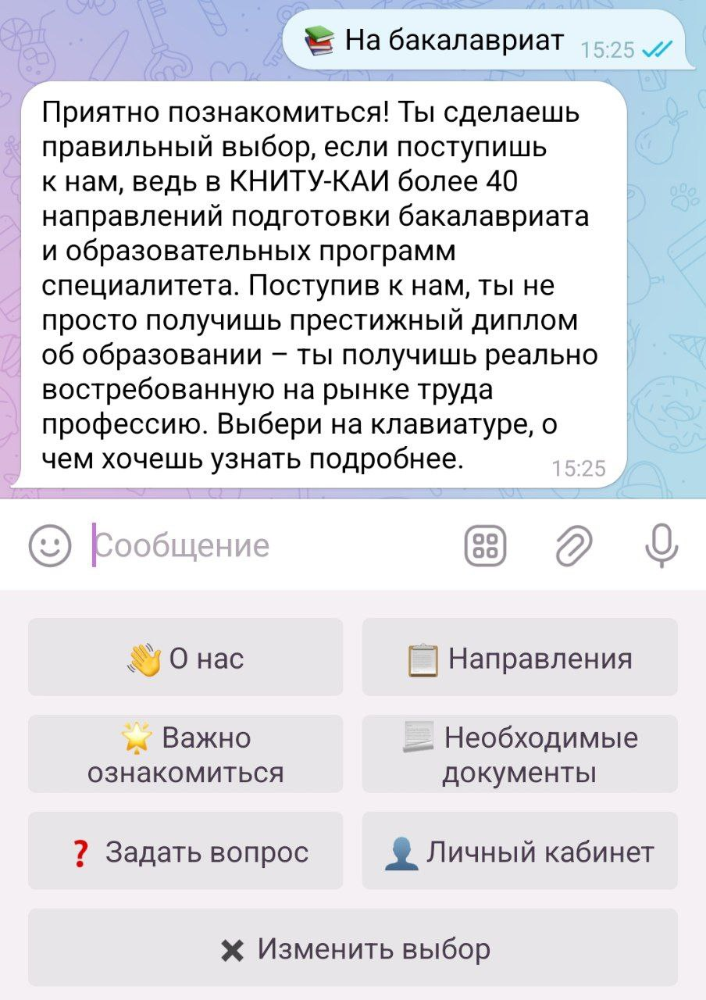 📚 На бакалавриат 15:25
Приятно познакомиться! Ты сделаешь
правильный выбор, если поступишь
к нам, ведь в КНИТУ-КАИ более 40
направлений подготовки бакалавриата
и образовательных программ
специалитета. Поступив к нам, ты не
просто получишь престижный диплом
об образовании – ты получишь реально
востребованную на рынке труда
профессию. Выбери на клавиатуре, о
чем хочешь узнать подробнее.
15:25
Сообщение
👋 О нас
📋 Направления
🌟 Важно
ознакомиться
📃 Необходимые
документы
❓ Задать вопрос
👤 Личный кабинет
✖ Изменить выбор